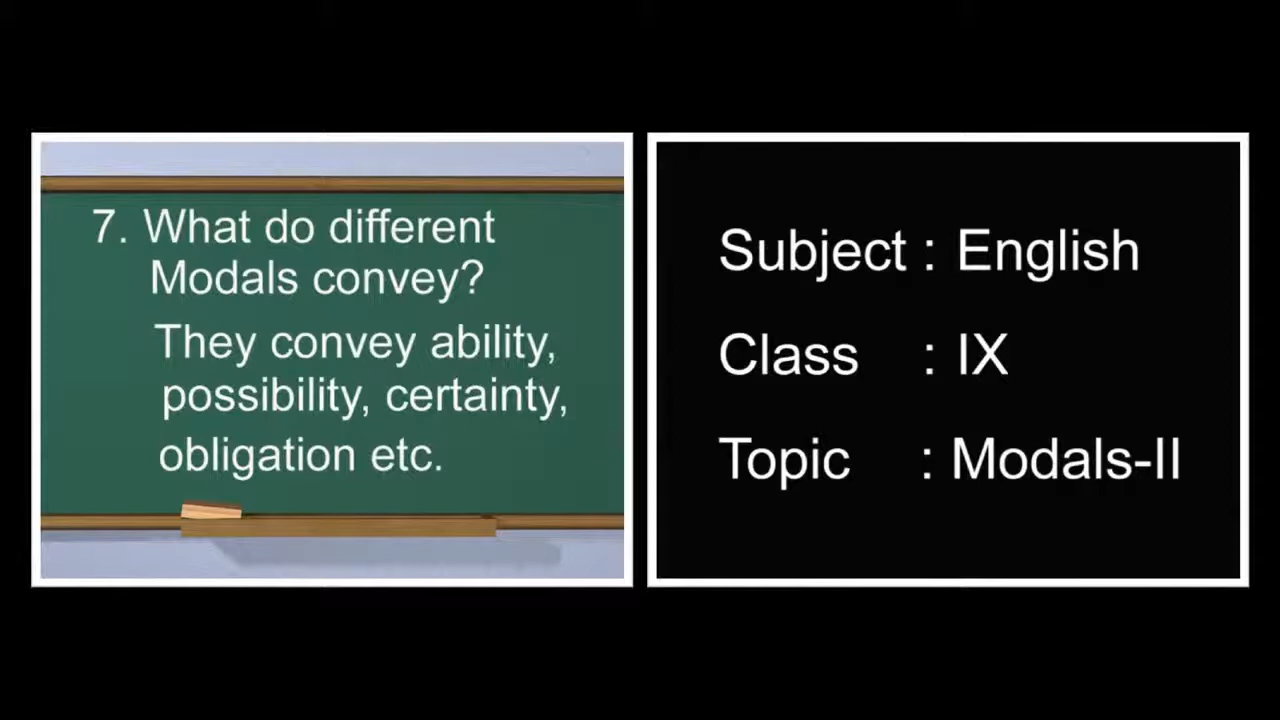 7. What do different
Modals convey?
They convey ability,
possibility, certainty,
obligation etc.
Subject : English
Class : IX
Topic : Modals-II